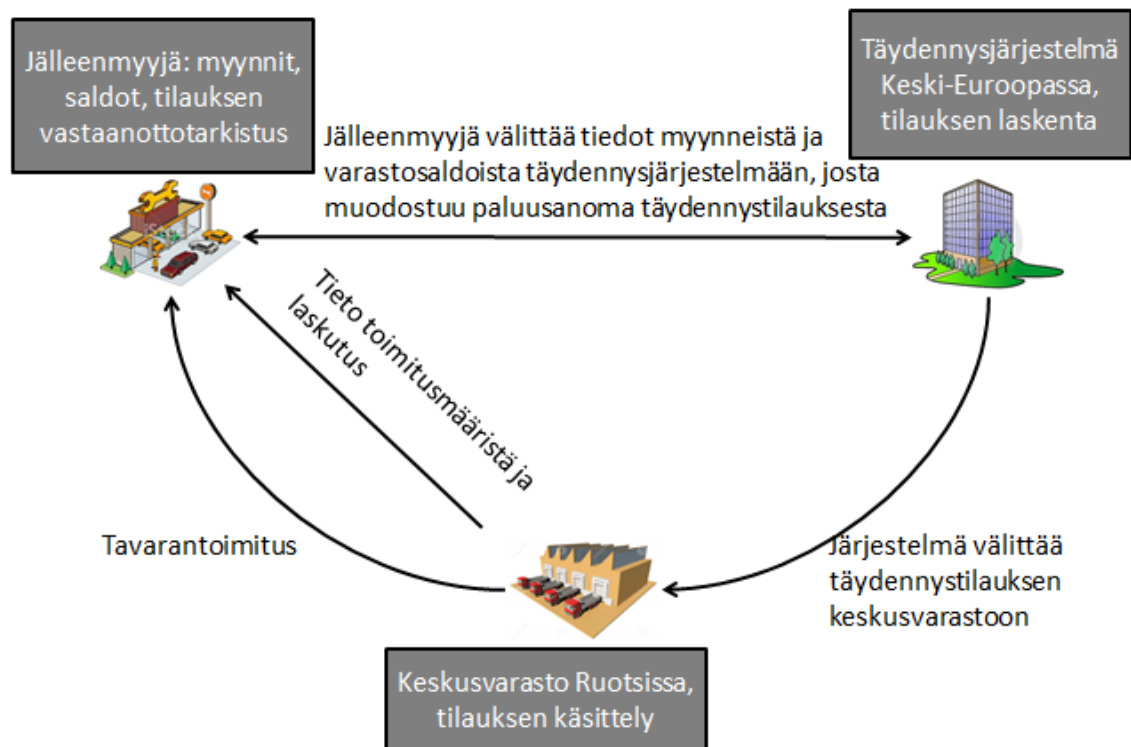 Jälleenmyyjä: myynnit,
saldot, tilauksen
vastaanottotarkistus
Täydennysjärjestelmä
Keski-Euroopassa,
tilauksen laskenta
Jälleenmyyjä välittää tiedot myynneistä ja
varastosaldoista täydennysjärjestelmään, josta
muodostuu paluusanoma täydennystilauksesta
Tieto toimitusmääristä ja
laskutus
Tavarantoimitus
Järjestelmä välittää
täydennystilauksen
keskusvarastoon
Keskusvarasto Ruotsissa,
tilauksen käsittely